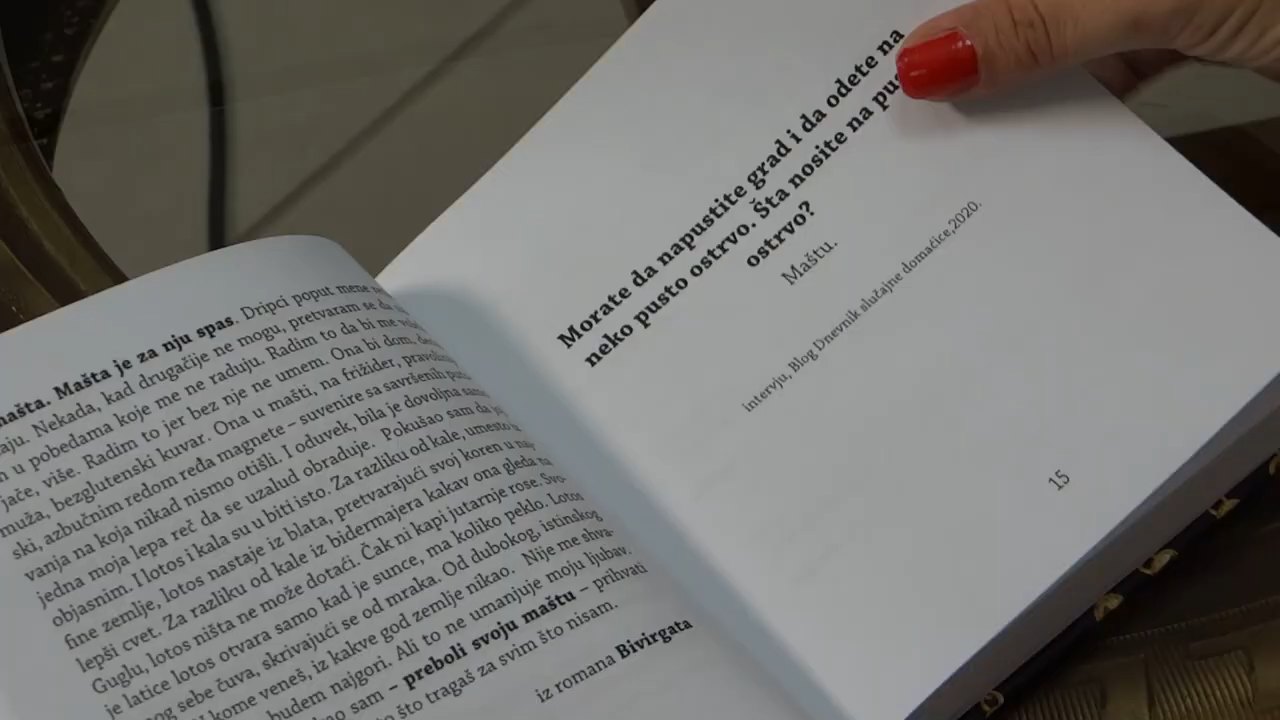 mašta. Mašta je za nju spas. Dripci poput mene
Nekada, kad drugačije ne mogu, pretvaram se da
u pobedama koje me ne raduju. Radim to da bi me
jače, više. Radim to jer bez nje ne umem. Ona bi dom,
muža, bezglutenski kuvar. Ona u mašti, na frižider,
ski, azbučnim redom ređa magnete – suvenire sa savršenih
vanja na koja nikad nismo otišli. I oduvek, bila je dovoljna
jedna moja lepa reč da se uzalud obraduje. Pokušao sam da
objasnim. I lotos i kala su u biti isto. Za razliku od kale, umesto
fine zemlje, lotos nastaje iz blata, pretvarajući svoj koren u
lepši cvet. Za razliku od kale iz bidermajera kakav ona gleda na
Guglu, lotos ništa ne može dotaći. Čak ni kapi jutarnje rose. Svo-
je latice lotos otvara samo kad je sunce, ma koliko peklo. Lotos
sebe čuva, skrivajući se od mraka. Od dubokog, istinskog
kome veneš, iz kakve god zemlje nikao. Nije me shva-
budem najgori. Ali to ne umanjuje moju ljubav.
sam – preboli svoju maštu – prihvati
što tragaš za svim što nisam.
iz romana Bivirgata
Morate da napustite grad i da odete na
neko pusto ostrvo. Šta nosite na
ostrvo?
Maštu.
intervju, Blog Dnevnik slučajne domaćice,2020.
15